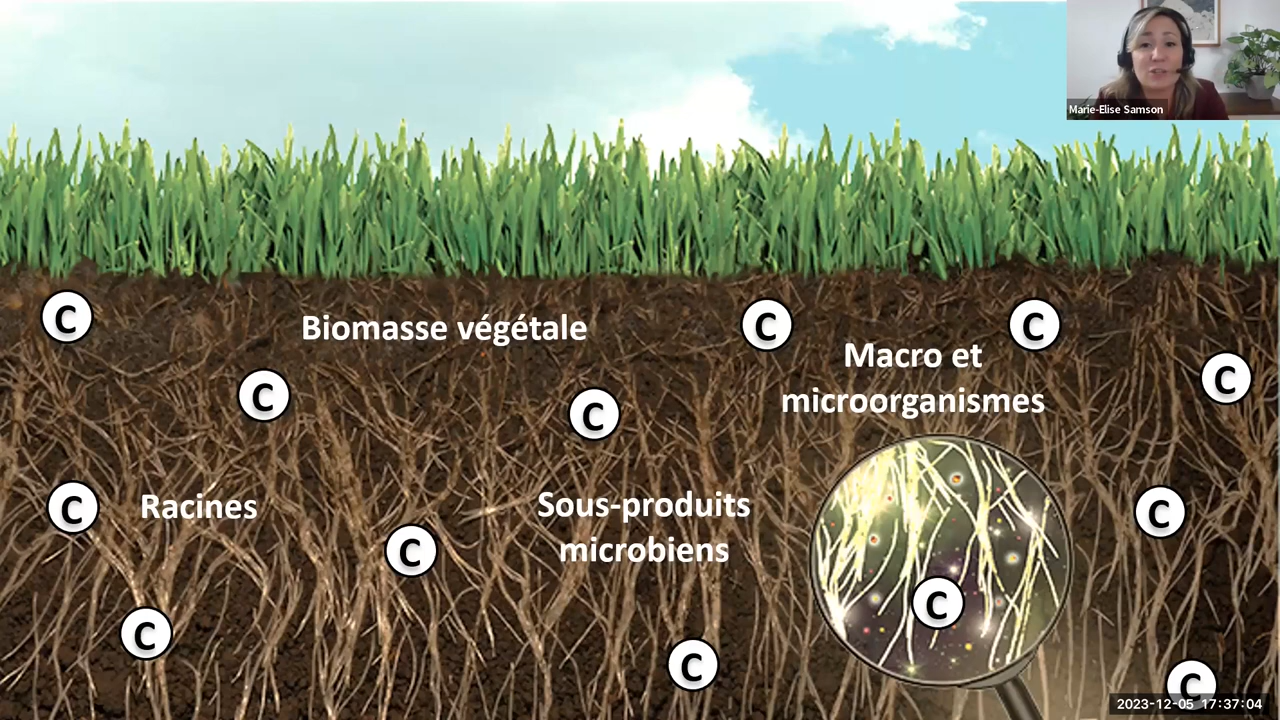 Marie-Elise Samson
C
Biomasse végétale
C
C
Macro et
microorganismes
C
C
C
C
Racines
Sous-produits
microbiens
C
C
C
C
C
C
2023-12-05 17:37:04